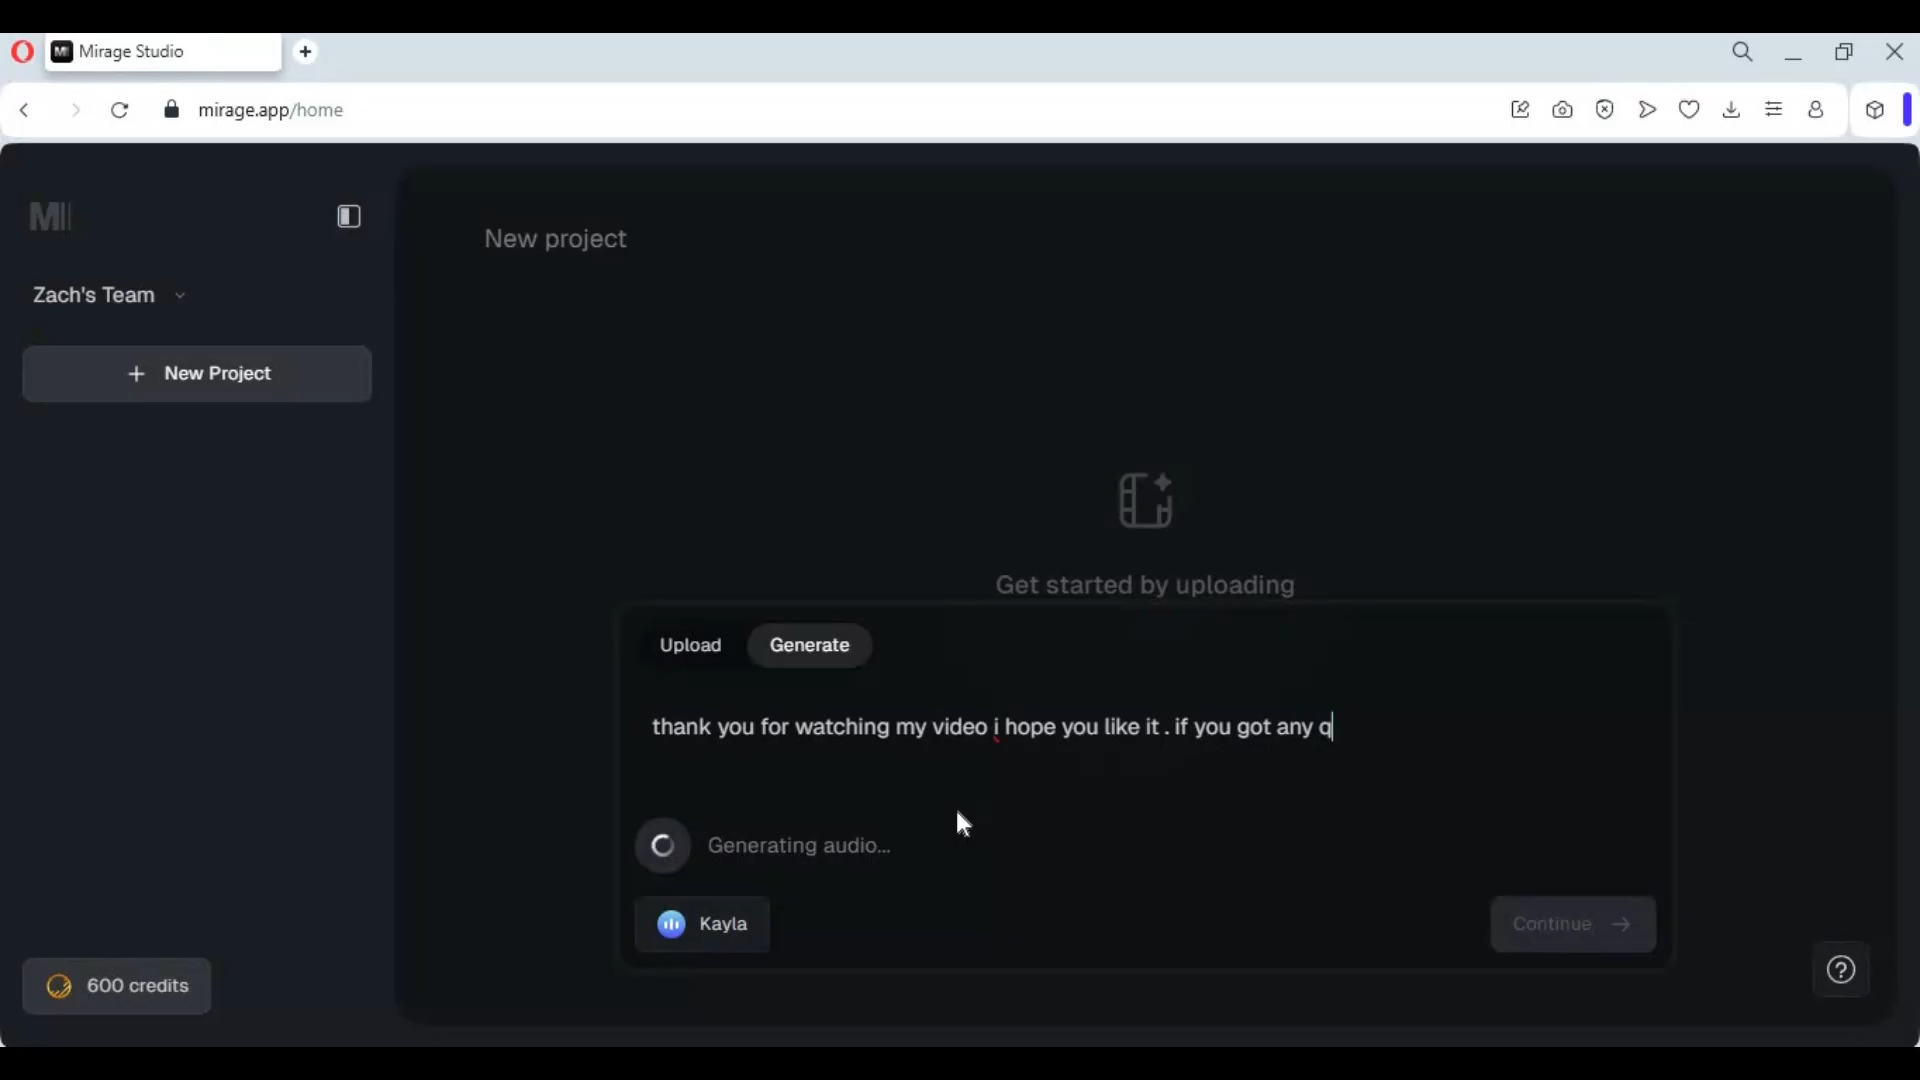 Mirage Studio
mirage.app/home
New project
Zach's Team
New Project
Get started by uploading
Upload
Generate
thank you for watching my video i hope you like it . if you got any q
Generating audio...
Kayla
Continue
600 credits